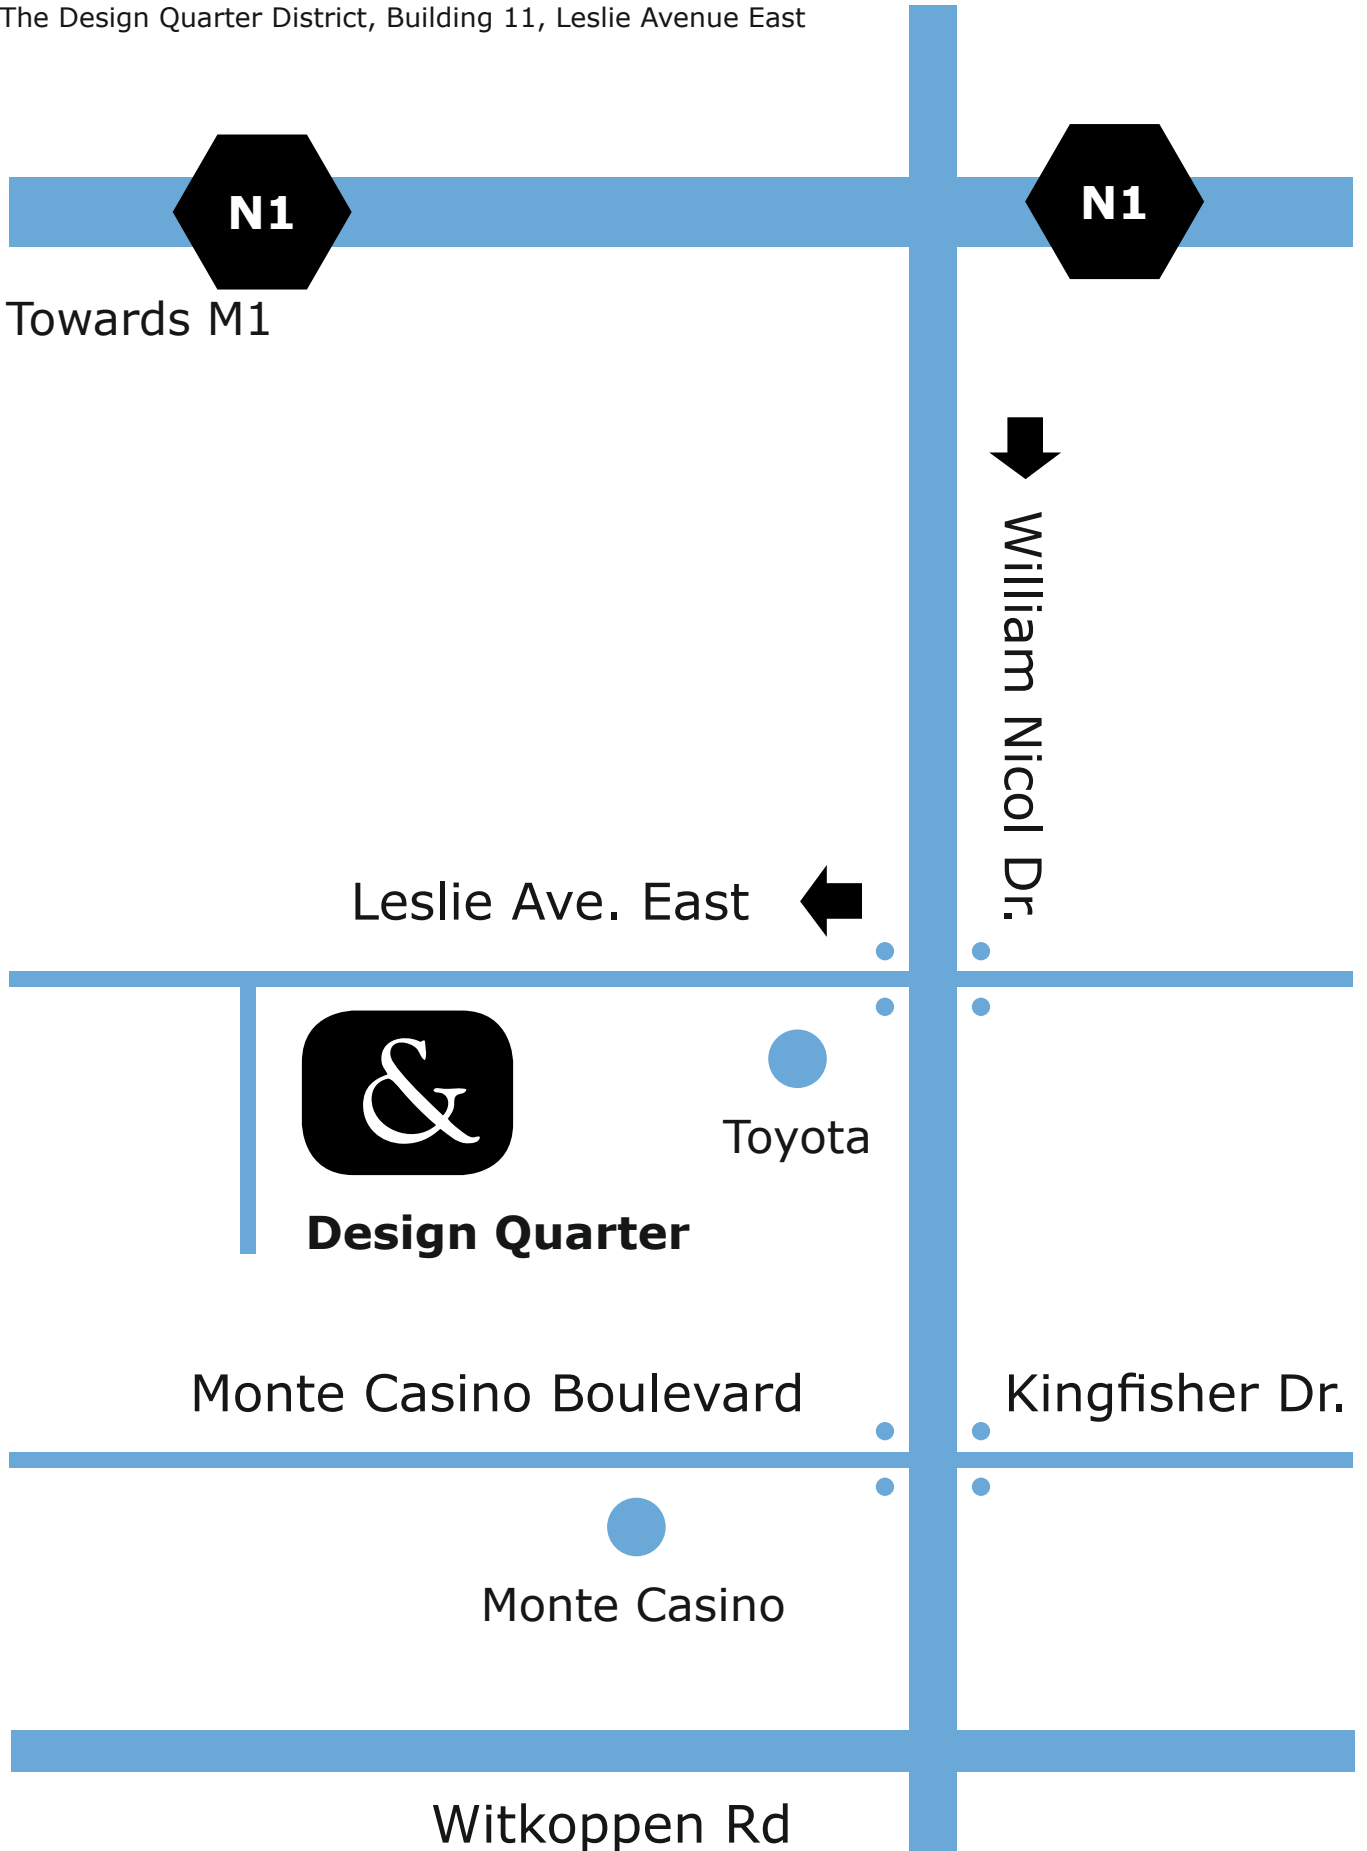 The Design Quarter District, Building 11, Leslie Avenue East
N1
N1
Towards M1
William Nicol Dr.
Leslie Ave. East
&
Toyota
Design Quarter
Monte Casino Boulevard
Kingfisher Dr.
Monte Casino
Witkoppen Rd